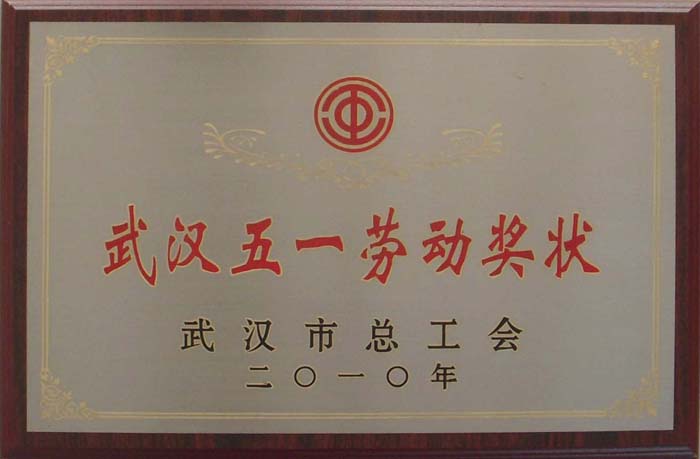 武汉五一劳动奖状
武汉市总工会
二〇一〇年